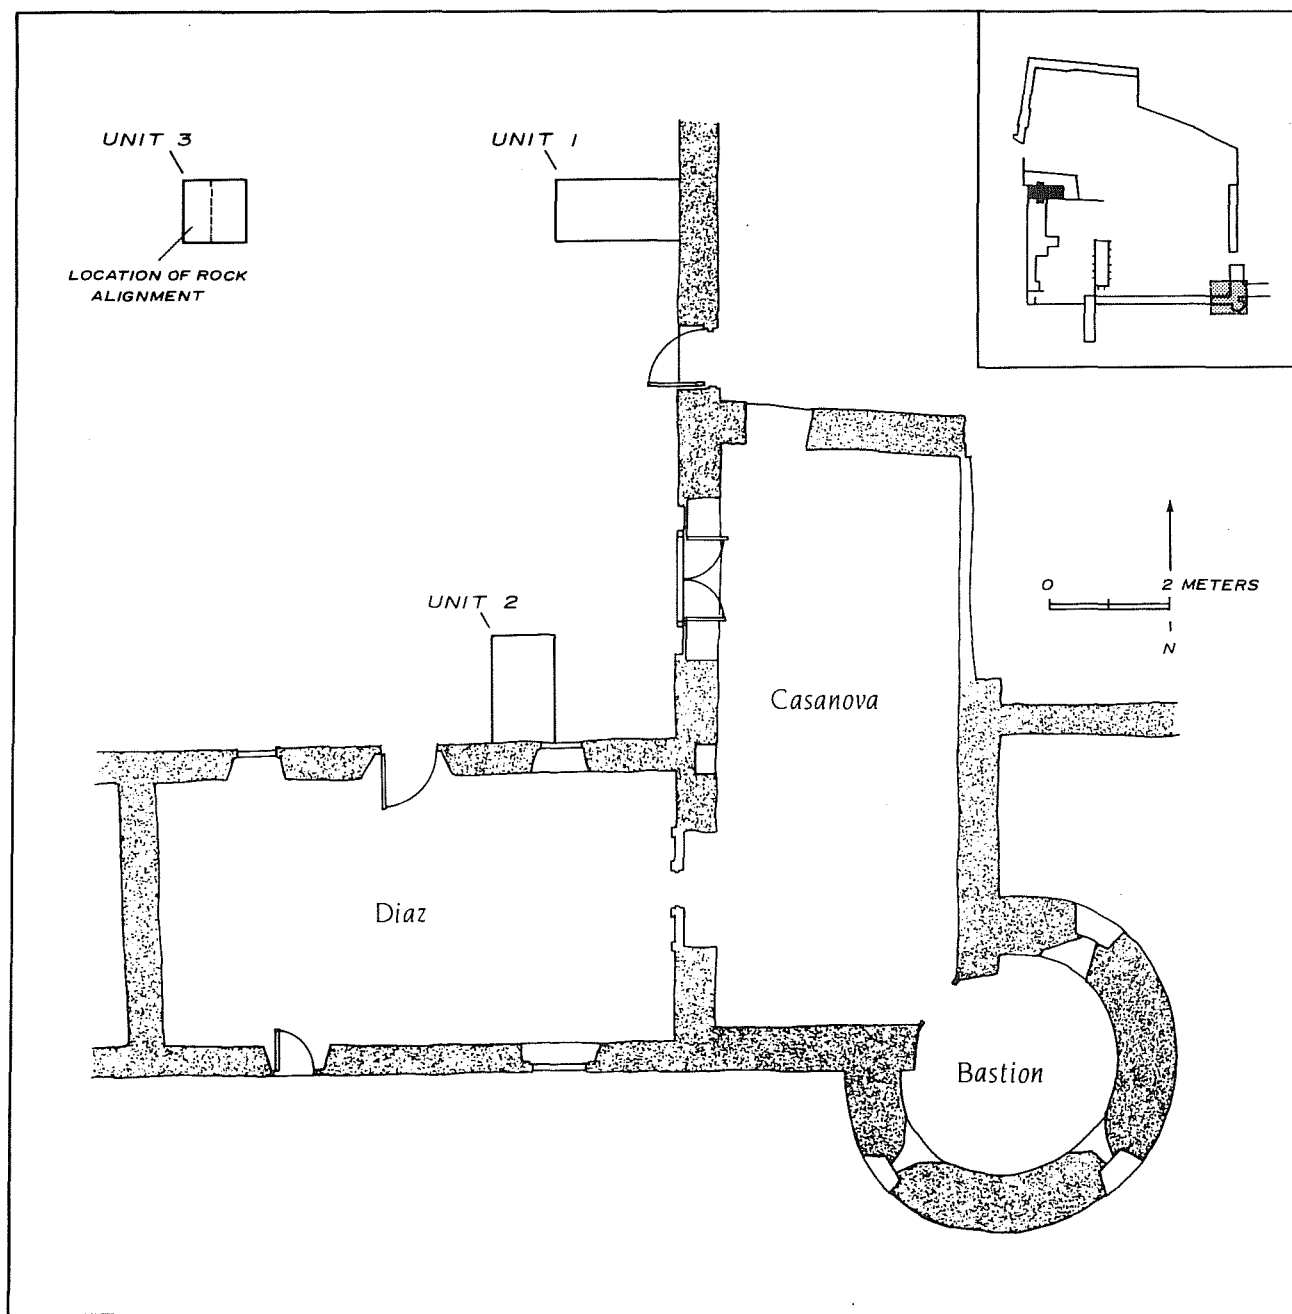 UNIT 3
UNIT 1
LOCATION OF ROCK
ALIGNMENT
0 2 METERS
N
UNIT 2
Casanova
Diaz
Bastion